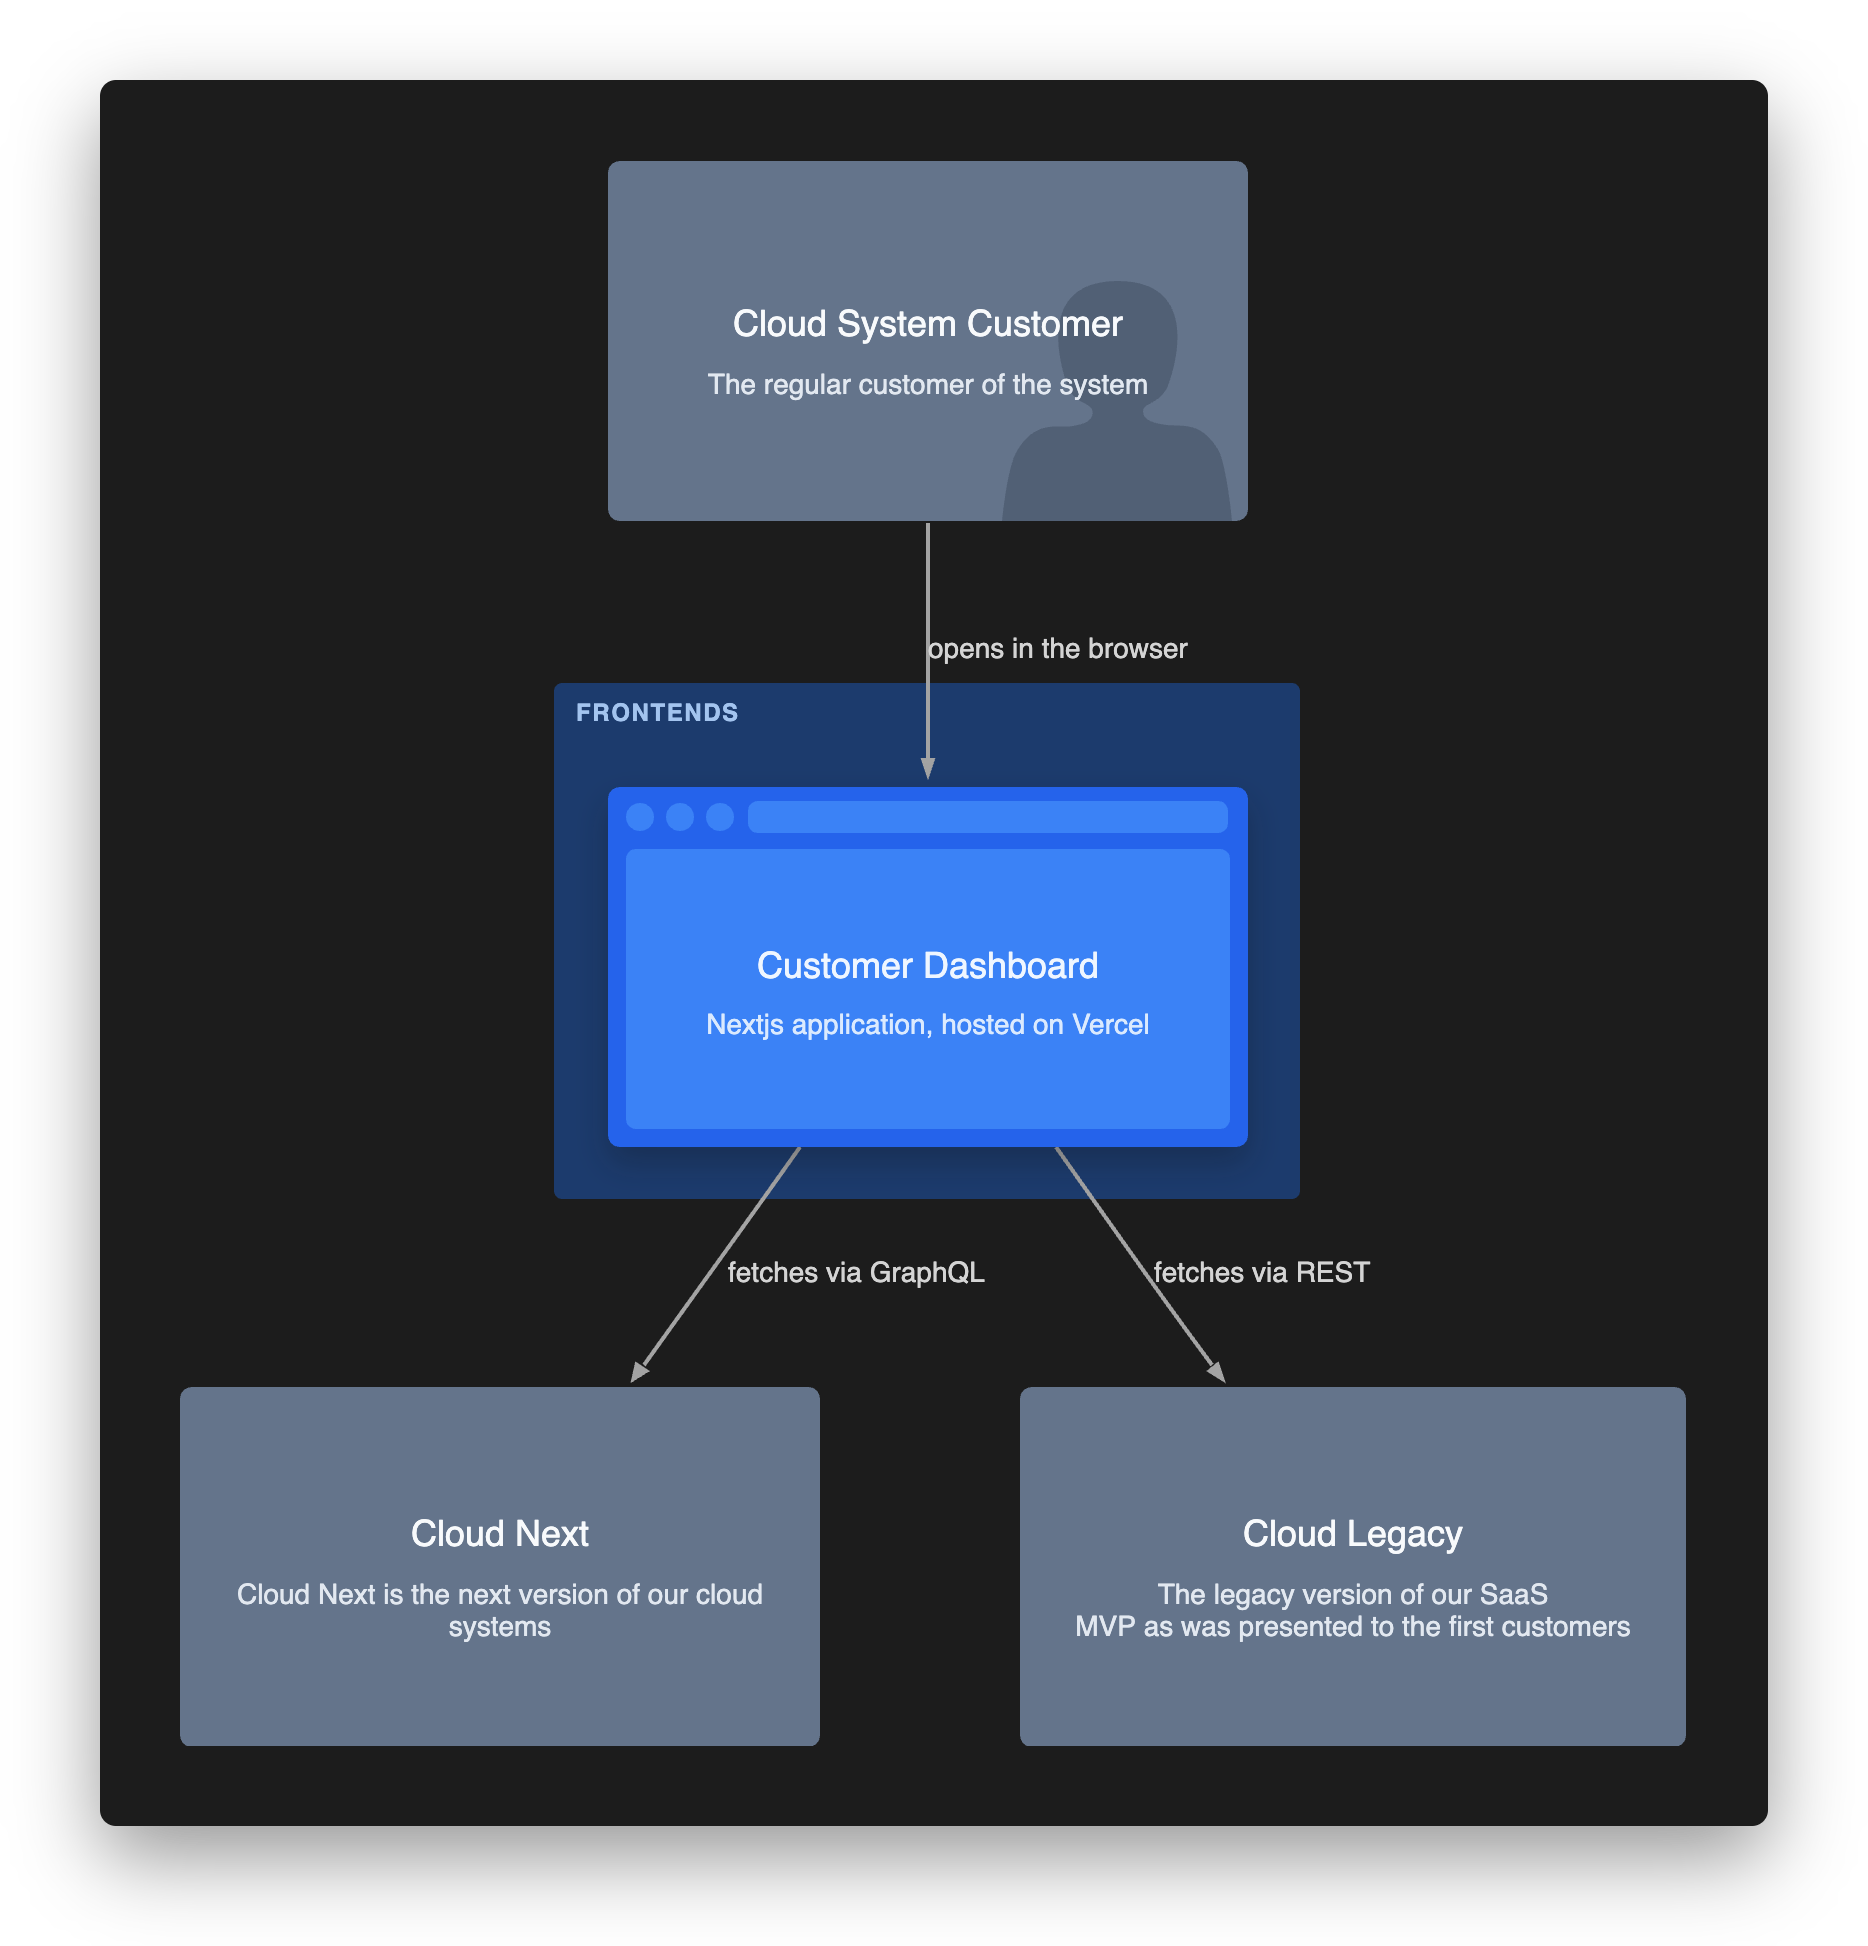 Cloud System Customer
The regular customer of the system
opens in the browser
FRONTENDS
Customer Dashboard
Nextjs application, hosted on Vercel
fetches via GraphQL
fetches via REST
Cloud Next
Cloud Next is the next version of our cloud
systems
Cloud Legacy
The legacy version of our SaaS
MVP as was presented to the first customers